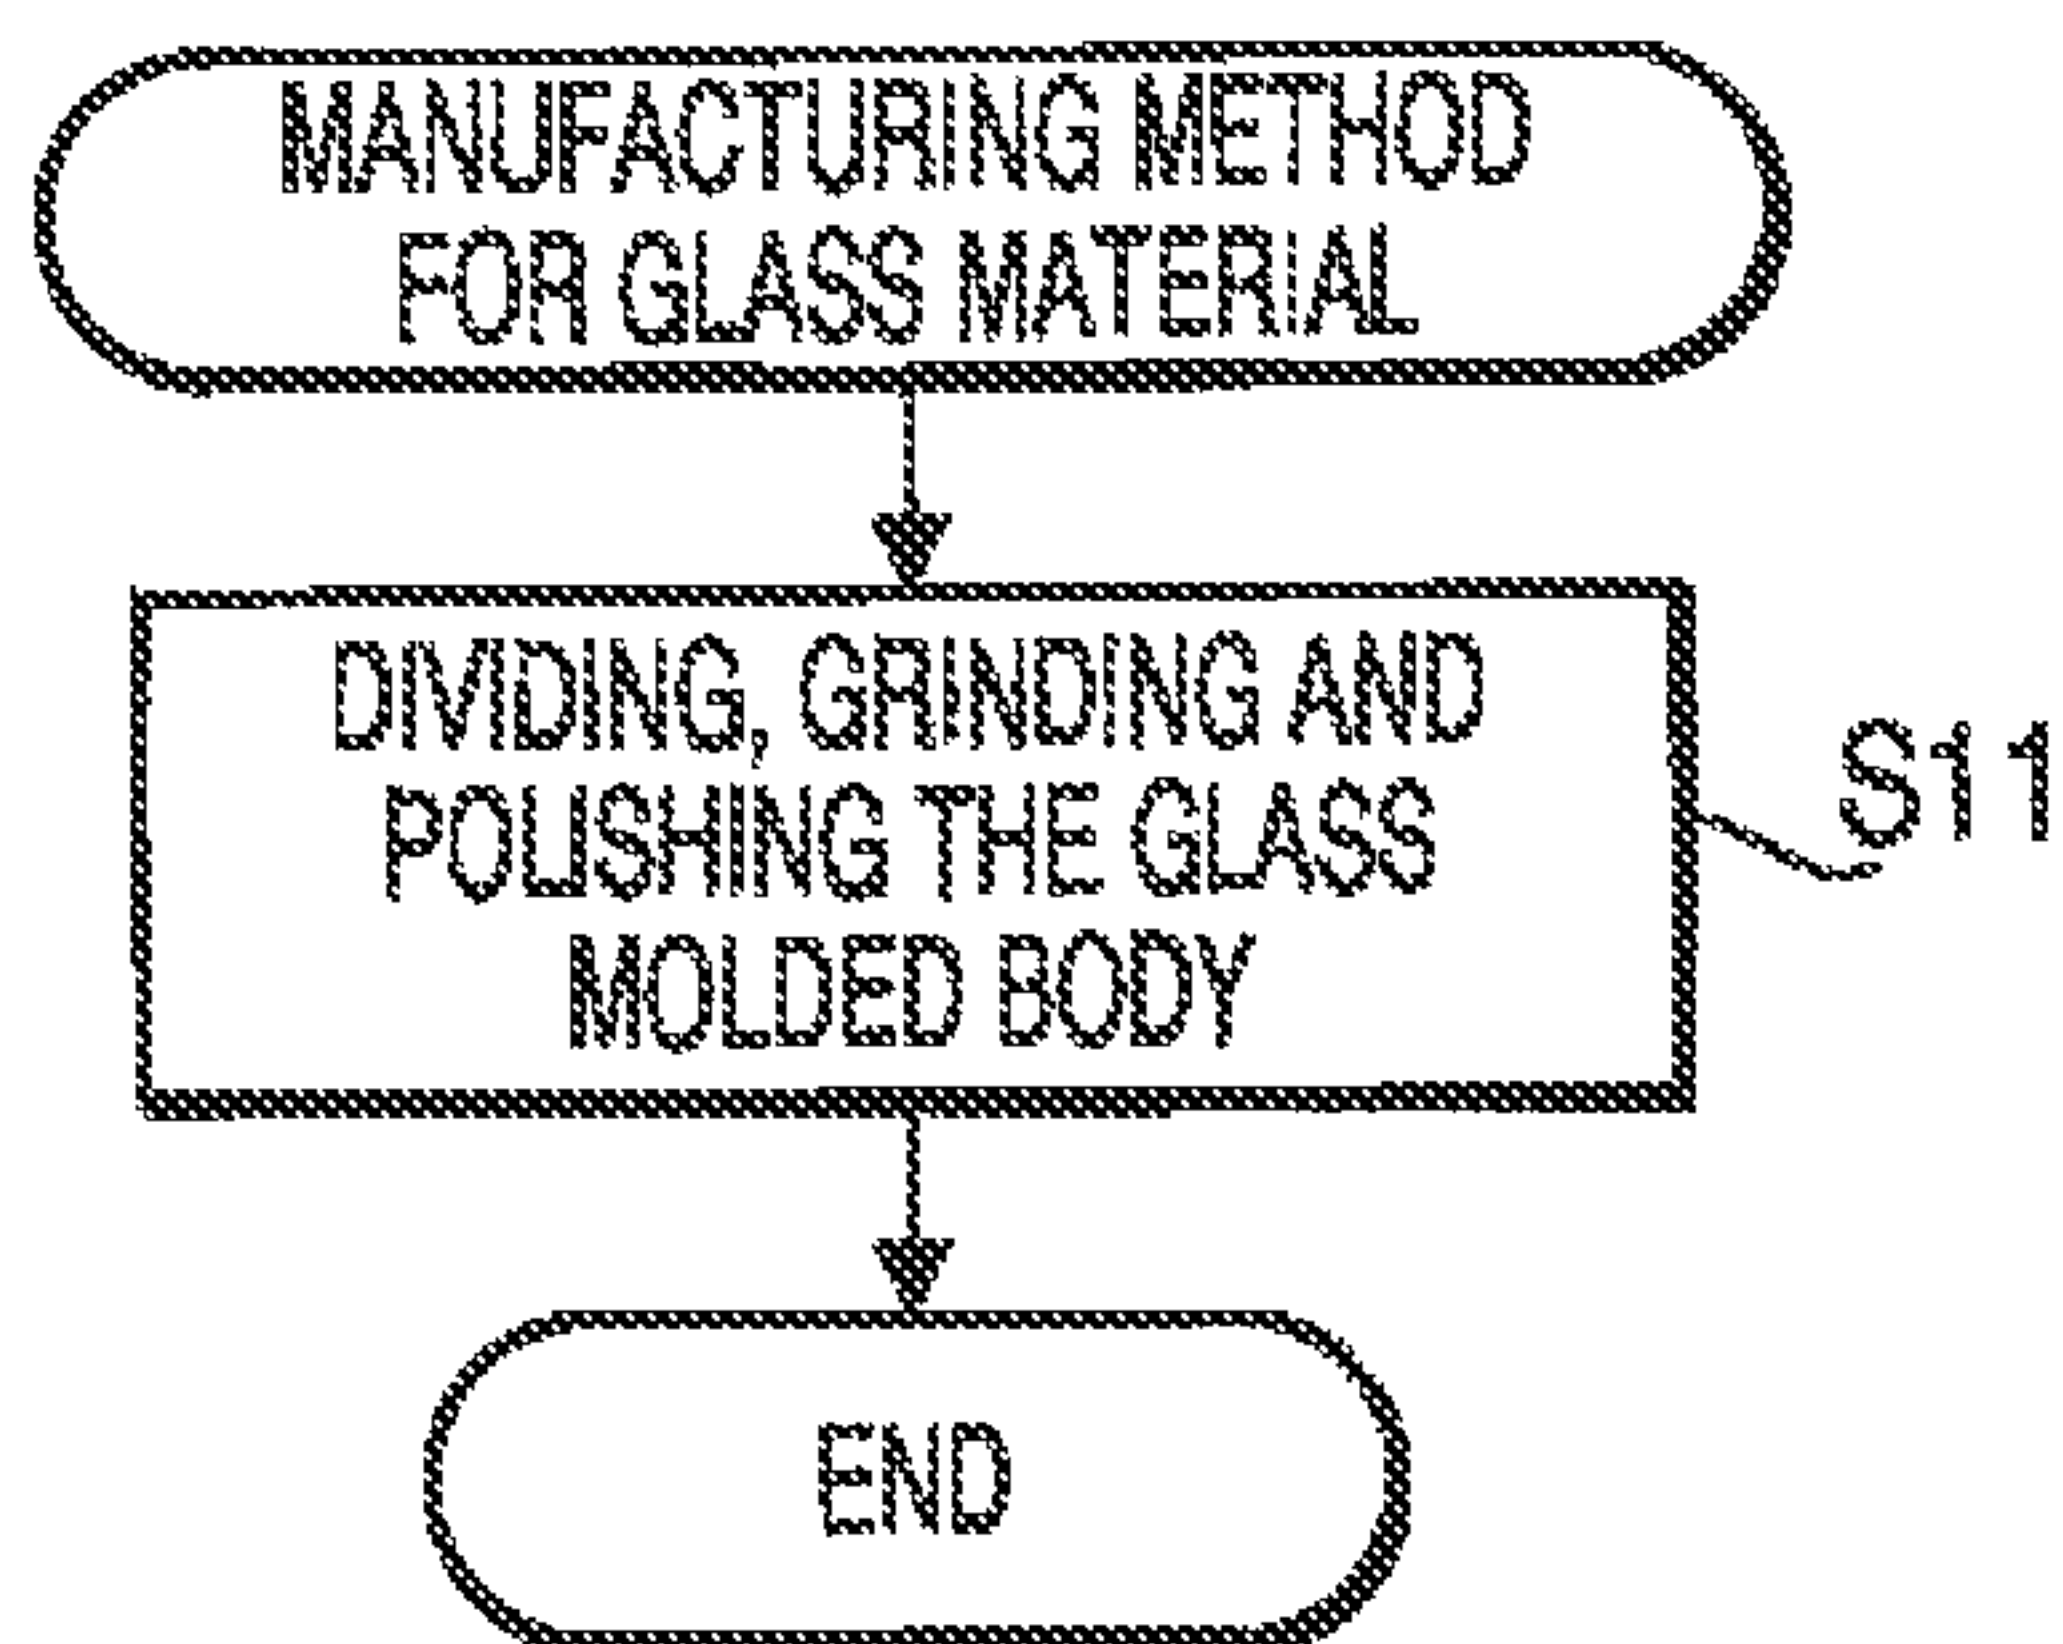 MANUFACTURING METHOD
FOR GLASS MATERIAL
DIVIDING, GRINDING AND
POLISHING THE GLASS
MOLDED BODY
S11
END